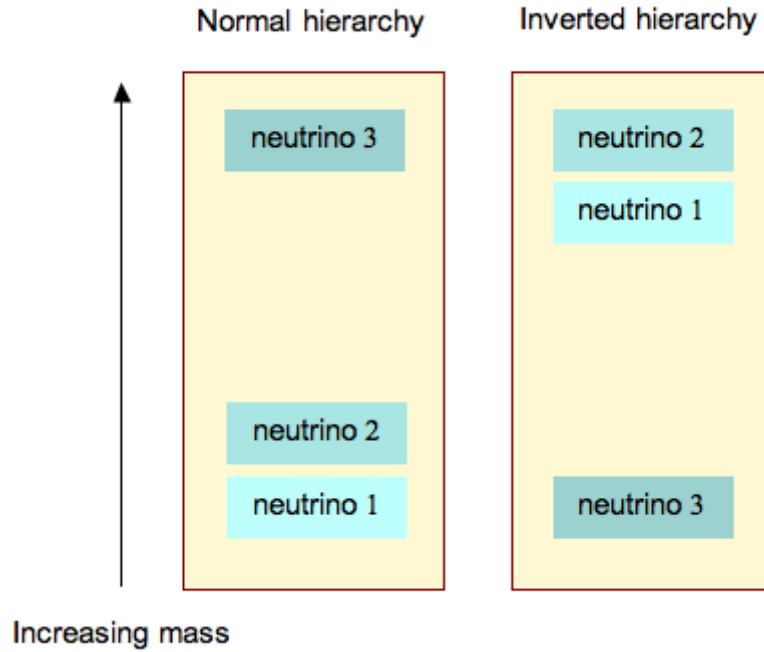 Normal hierarchy
Inverted hierarchy
neutrino 3
neutrino 2
neutrino 1
neutrino 2
neutrino 1
neutrino 3
Increasing mass